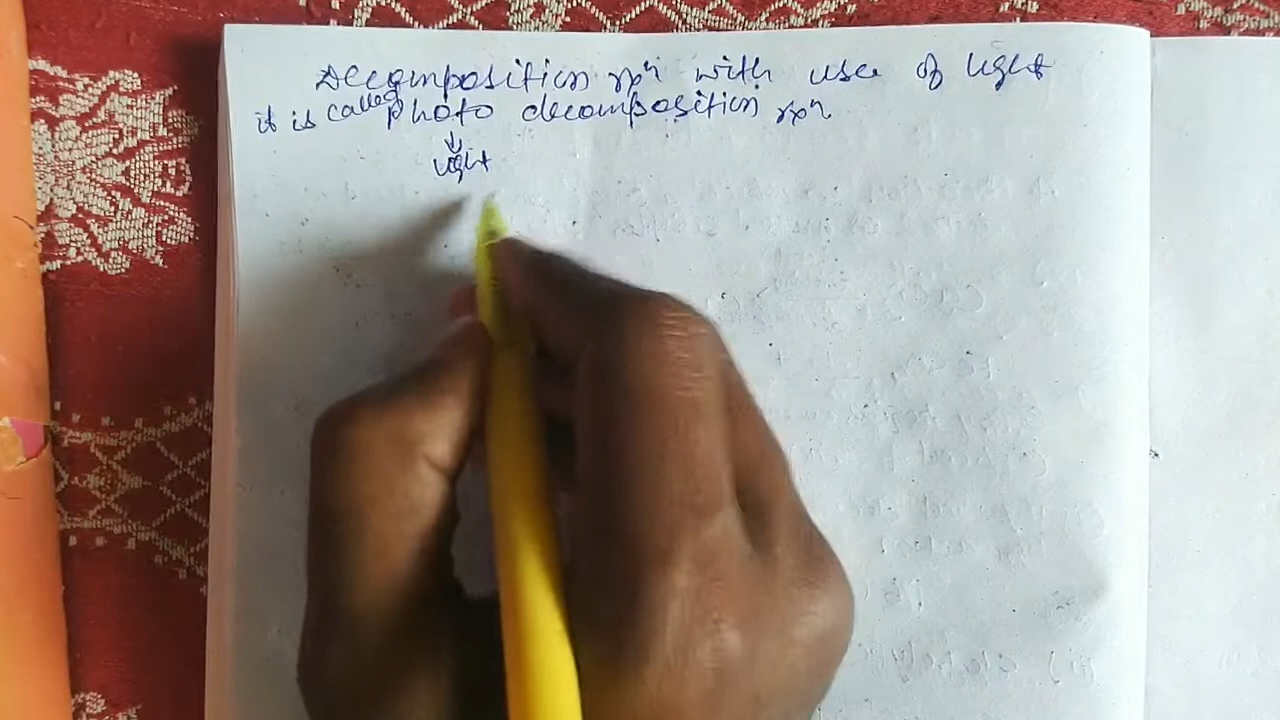 Decomposition rxn with use of light
it is called photo decomposition rxn
↓
light